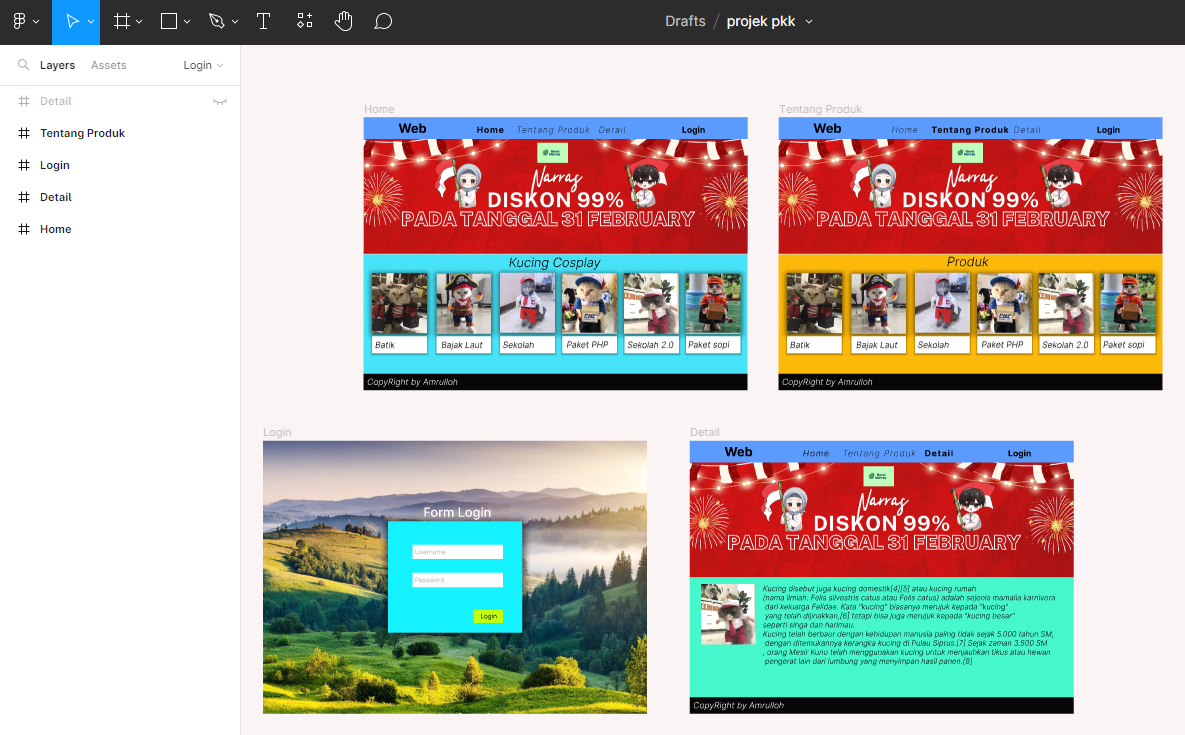 Drafts / projek pkk
Layers Assets Login
Detail
Tentang Produk
Login
Detail
Home
Home
Web Home Tentang Produk Detail Login
Narras
DISKON 99%
PADA TANGGAL 31 FEBRUARY
Kucing Cosplay
Batik Bajak Laut Sekolah Paket PHP Sekolah 2.0 Paket sopi
CopyRight by Amrulloh
Tentang Produk
Web Home Tentang Produk Detail Login
Narras
DISKON 99%
PADA TANGGAL 31 FEBRUARY
Produk
Batik Bajak Laut Sekolah Paket PHP Sekolah 2.0 Paket sopi
CopyRight by Amrulloh
Login
Form Login
Username
Password
Login
Detail
Web Home Tentang Produk Detail Login
Narras
DISKON 99%
PADA TANGGAL 31 FEBRUARY
Kucing disebut juga kucing domestik[4][5] atau kucing rumah
(nama ilmiah: Felis silvestris catus atau Felis catus) adalah sejenis mamalia karnivora
dari keluarga Felidae. Kata "kucing" biasanya merujuk kepada "kucing"
yang telah dijinakkan,[6] tetapi bisa juga merujuk kepada "kucing besar"
seperti singa dan harimau.
Kucing telah berbaur dengan kehidupan manusia paling tidak sejak 5.000 tahun SM,
dengan ditemukannya kerangka kucing di Pulau Siprus.[7] Sejak zaman 3.500 SM
, orang Mesir Kuno telah menggunakan kucing untuk menjauhkan tikus atau hewan
pengerat lain dari lumbung yang menyimpan hasil panen.[8]
CopyRight by Amrulloh